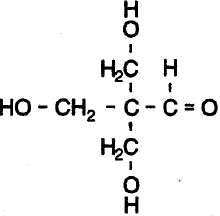 H
O
H₂C H
HO - CH₂ - C - C = O
H₂C
O
H